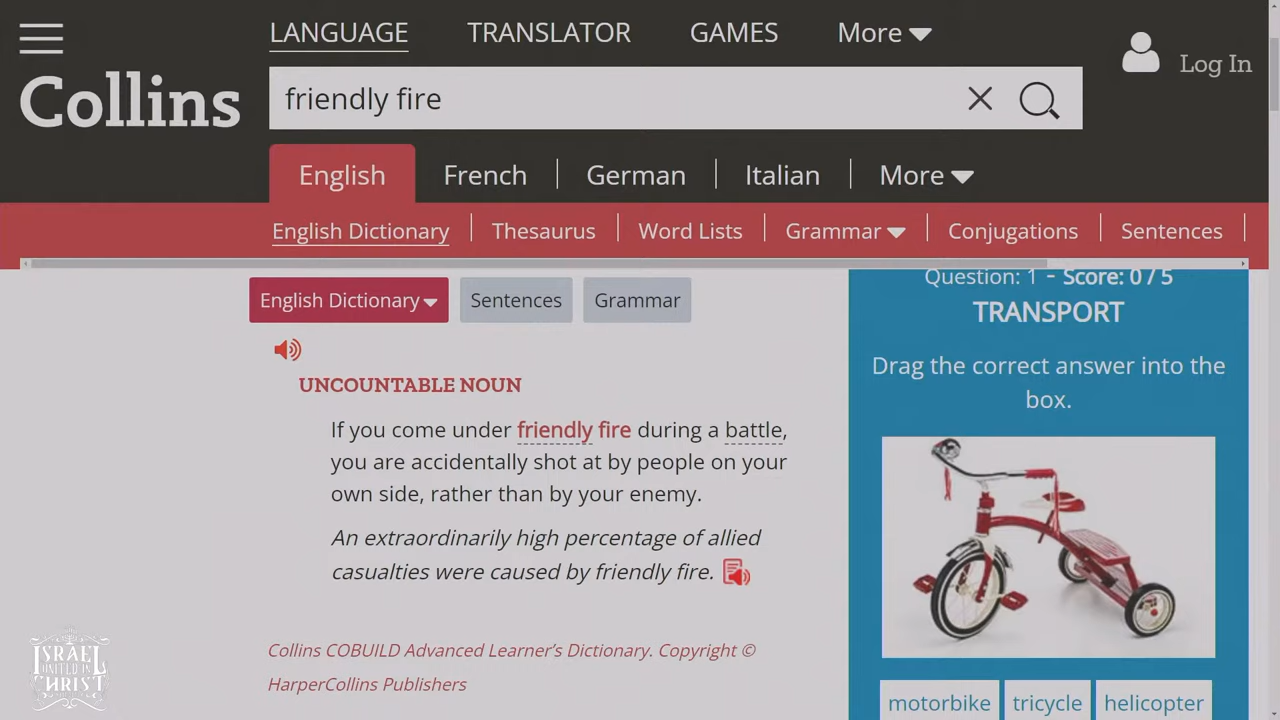 LANGUAGE TRANSLATOR GAMES More
Log In
Collins
friendly fire
English French German Italian More
English Dictionary Thesaurus Word Lists Grammar Conjugations Sentences
English Dictionary Sentences Grammar
UNCOUNTABLE NOUN
If you come under friendly fire during a battle,
you are accidentally shot at by people on your
own side, rather than by your enemy.
An extraordinarily high percentage of allied
casualties were caused by friendly fire.
Collins COBUILD Advanced Learner’s Dictionary. Copyright ©
HarperCollins Publishers
Question: 1 - Score: 0 / 5
TRANSPORT
Drag the correct answer into the
box.
motorbike tricycle helicopter
ISRAEL
UNITED IN
CHRIST